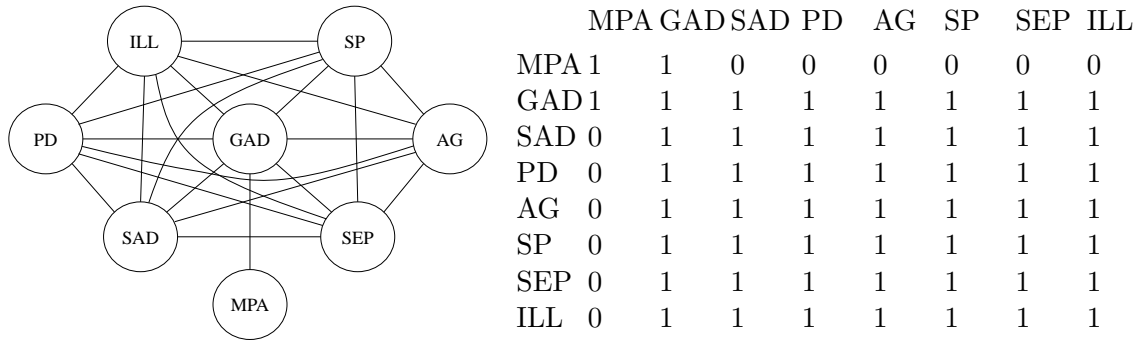 ILL SP
PD GAD AG
SAD SEP
MPA
MPA GAD SAD PD AG SP SEP ILL
MPA 1 1 0 0 0 0 0 0
GAD 1 1 1 1 1 1 1 1
SAD 0 1 1 1 1 1 1 1
PD 0 1 1 1 1 1 1 1
AG 0 1 1 1 1 1 1 1
SP 0 1 1 1 1 1 1 1
SEP 0 1 1 1 1 1 1 1
ILL 0 1 1 1 1 1 1 1